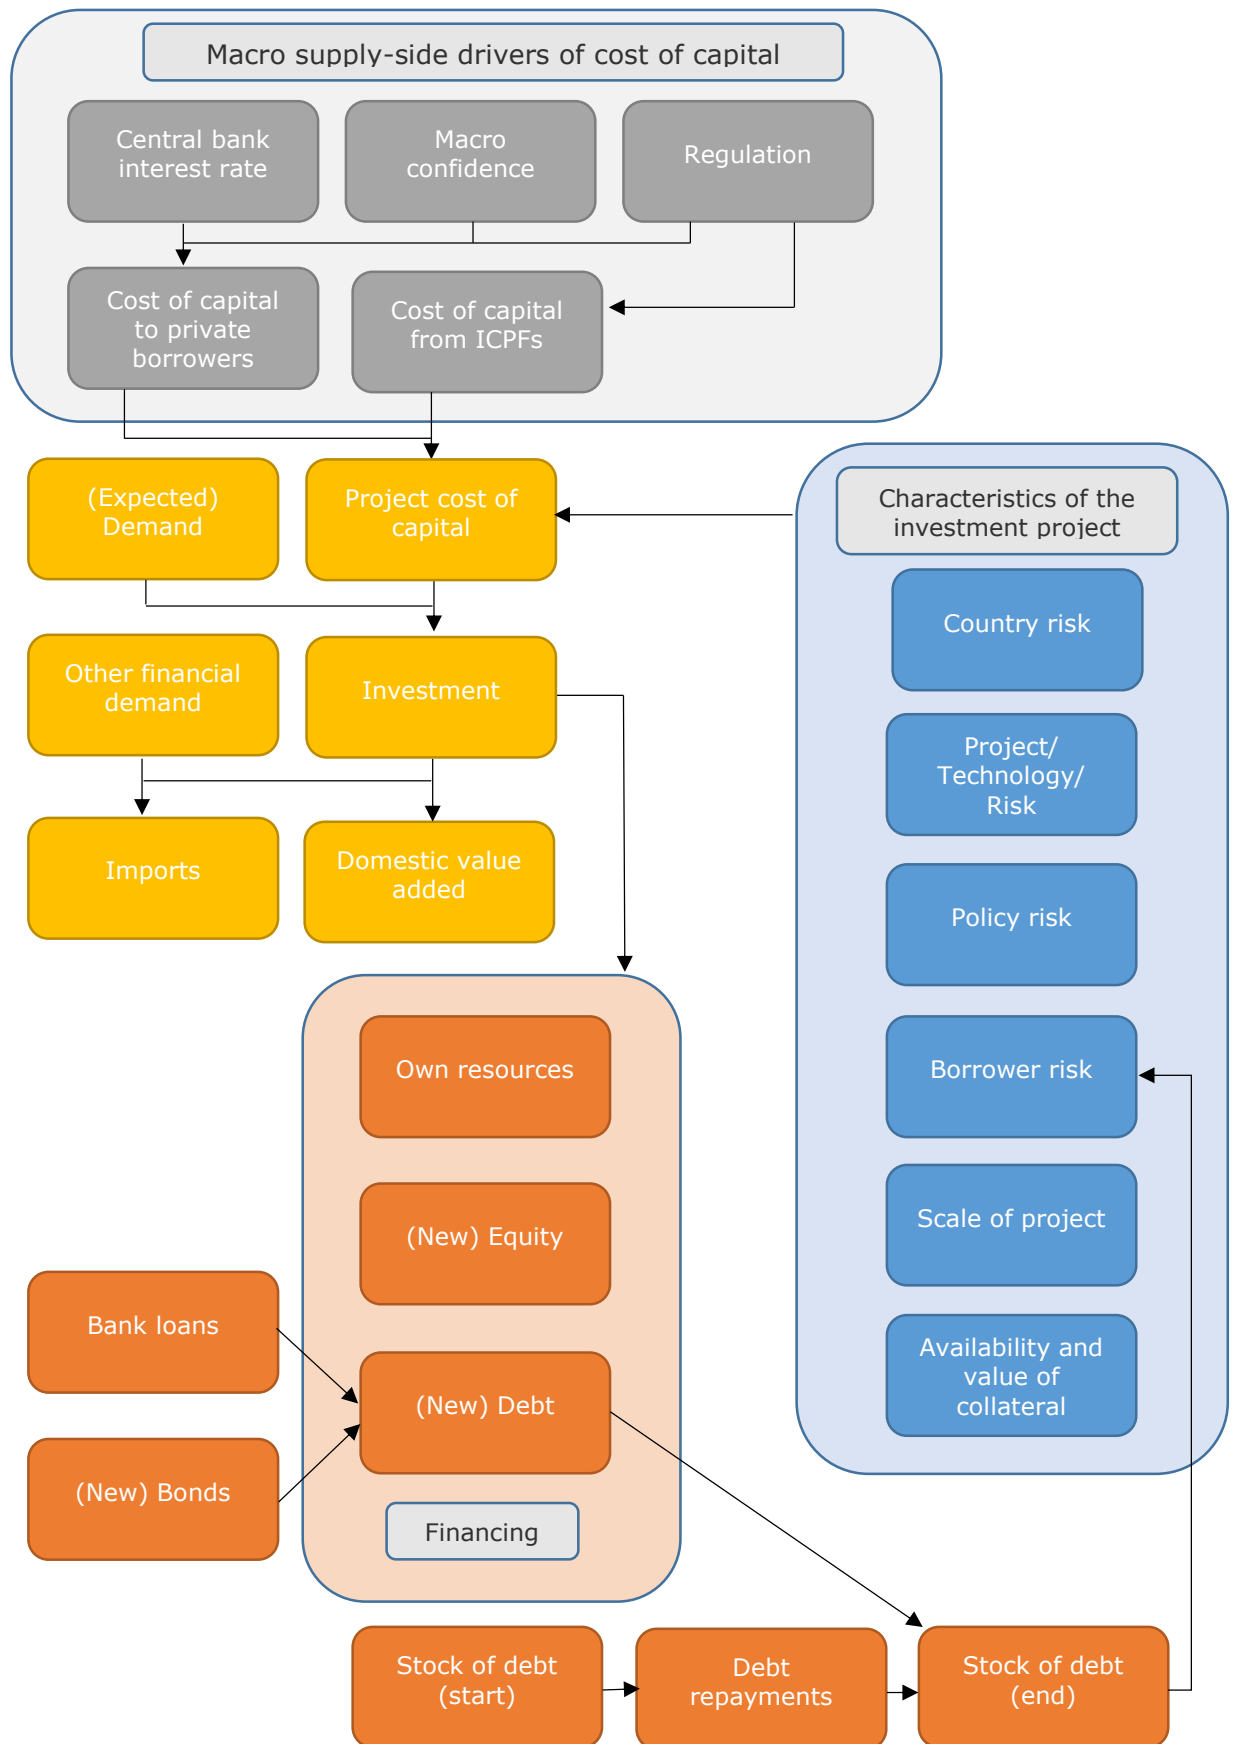 Macro supply-side drivers of cost of capital
Central bank
interest rate
Macro
confidence
Regulation
Cost of capital
to private
borrowers
Cost of capital
from ICPFs
(Expected)
Demand
Project cost of
capital
Characteristics of the
investment project
Country risk
Other financial
demand
Investment
Project/
Technology/
Risk
Imports
Domestic value
added
Policy risk
Own resources
Borrower risk
(New) Equity
Scale of project
Bank loans
(New) Debt
Availability and
value of
collateral
(New) Bonds
Financing
Stock of debt
(start)
Debt
repayments
Stock of debt
(end)